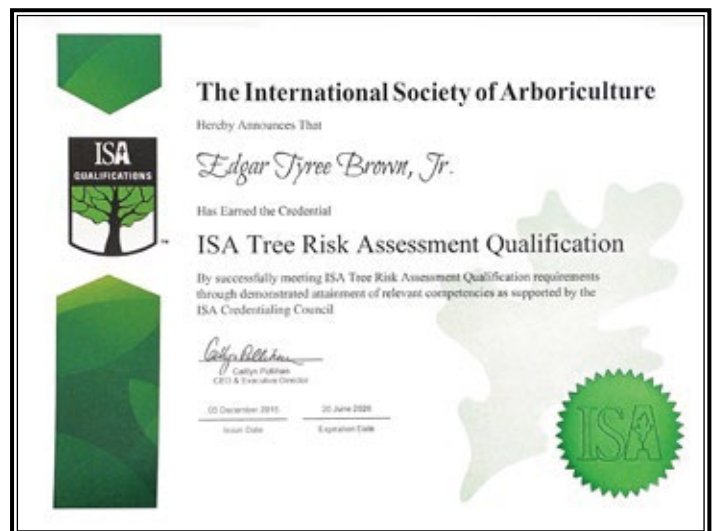 The International Society of Arboriculture
Hereby Announces That
ISA
QUALIFICATIONS
Edgar Tyree Brown, Jr.
™
Has Earned the Credential
ISA Tree Risk Assessment Qualification
By successfully meeting ISA Tree Risk Assessment Qualification requirements
through demonstrated attainment of relevant competencies as supported by the
ISA Credentialing Council
Caitlyn Pollihan
CEO & Executive Director
05 December 2015 20 June 2026
Issue Date Expiration Date
ISA